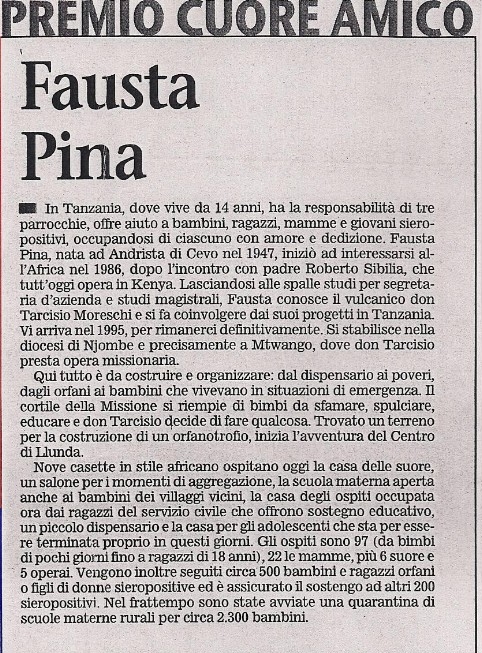 PREMIO CUORE AMICO
Fausta
Pina
In Tanzania, dove vive da 14 anni, ha la responsabilità di tre
parrocchie, offre aiuto a bambini, ragazzi, mamme e giovani siero-
positivi, occupandosi di ciascuno con amore e dedizione. Fausta
Pina, nata ad Andrista di Cevo nel 1947, iniziò ad interessarsi al-
l'Africa nel 1986, dopo l'incontro con padre Roberto Sibilia, che
tutt'oggi opera in Kenya. Lasciandosi alle spalle studi per segreta-
ria d'azienda e studi magistrali, Fausta conosce il vulcanico don
Tarcisio Moreschi e si fa coinvolgere dai suoi progetti in Tanzania.
Vi arriva nel 1995, per rimanerci definitivamente. Si stabilisce nella
diocesi di Njombe e precisamente a Mtwango, dove don Tarcisio
presta opera missionaria.
Qui tutto è da costruire e organizzare: dal dispensario ai poveri,
dagli orfani ai bambini che vivevano in situazioni di emergenza. Il
cortile della Missione si riempie di bimbi da sfamare, spulciare,
educare e don Tarcisio decide di fare qualcosa. Trovato un terreno
per la costruzione di un orfanotrofio, inizia l'avventura del Centro
di Ilunda.
Nove casette in stile africano ospitano oggi la casa delle suore,
un salone per i momenti di aggregazione, la scuola materna aperta
anche ai bambini dei villaggi vicini, la casa degli ospiti occupata
ora dai ragazzi del servizio civile che offrono sostegno educativo,
un piccolo dispensario e la casa per gli adolescenti che sta per esse-
re terminata proprio in questi giorni. Gli ospiti sono 97 (da bimbi
di pochi giorni fino a ragazzi di 18 anni), 22 le mamme, più 6 suore e
5 operai. Vengono inoltre seguiti circa 500 bambini e ragazzi orfani
o figli di donne sieropositive ed è assicurato il sostengo ad altri 200
sieropositivi. Nel frattempo sono state avviate una quarantina di
scuole materne rurali per circa 2.300 bambini.